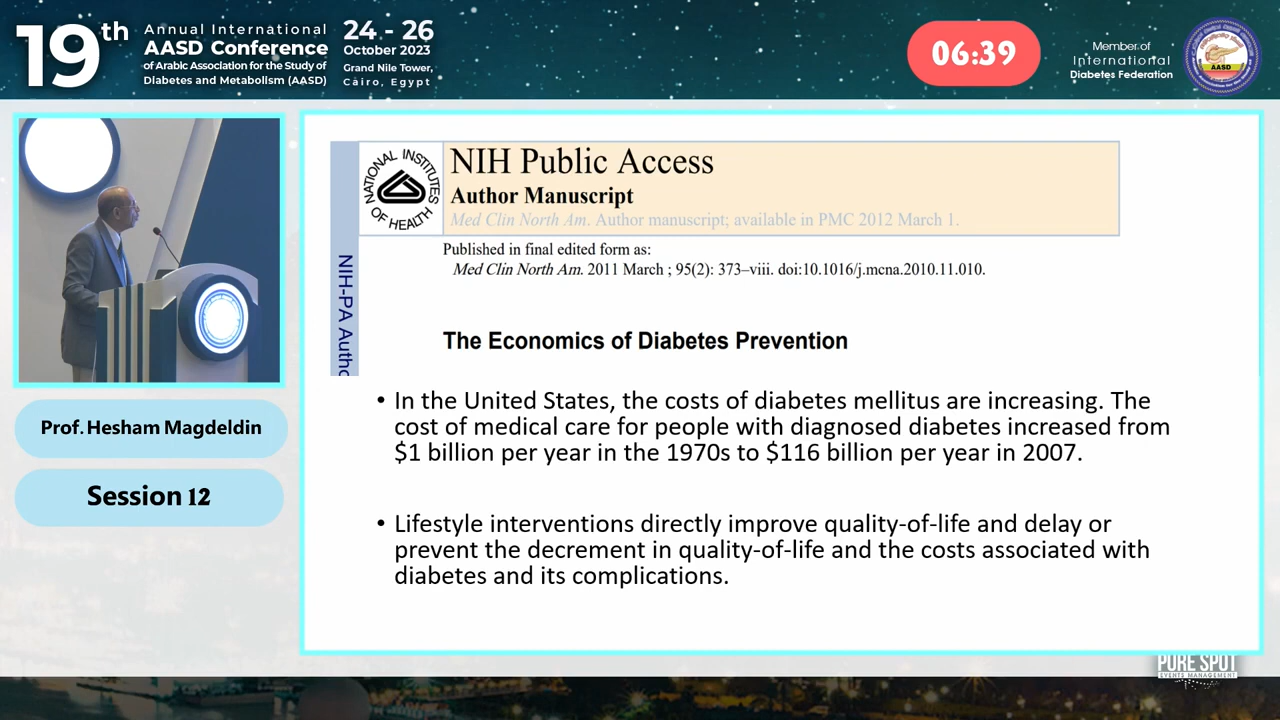 19th
Annual International
AASD Conference
of Arabic Association for the Study of
Diabetes and Metabolism (AASD)
24 - 26
October 2023
Grand Nile Tower,
Cairo, Egypt
06:39
Member of
International
Diabetes Federation
AASD
NATIONAL INSTITUTES
OF HEALTH
NIH Public Access
Author Manuscript
Med Clin North Am. Author manuscript; available in PMC 2012 March 1.
Published in final edited form as:
Med Clin North Am. 2011 March ; 95(2): 373–viii. doi:10.1016/j.mcna.2010.11.010.
NIH-PA Autho
The Economics of Diabetes Prevention
• In the United States, the costs of diabetes mellitus are increasing. The
cost of medical care for people with diagnosed diabetes increased from
$1 billion per year in the 1970s to $116 billion per year in 2007.
• Lifestyle interventions directly improve quality-of-life and delay or
prevent the decrement in quality-of-life and the costs associated with
diabetes and its complications.
Prof. Hesham Magdeldin
Session 12
PURE SPOT
EVENTS MANAGEMENT